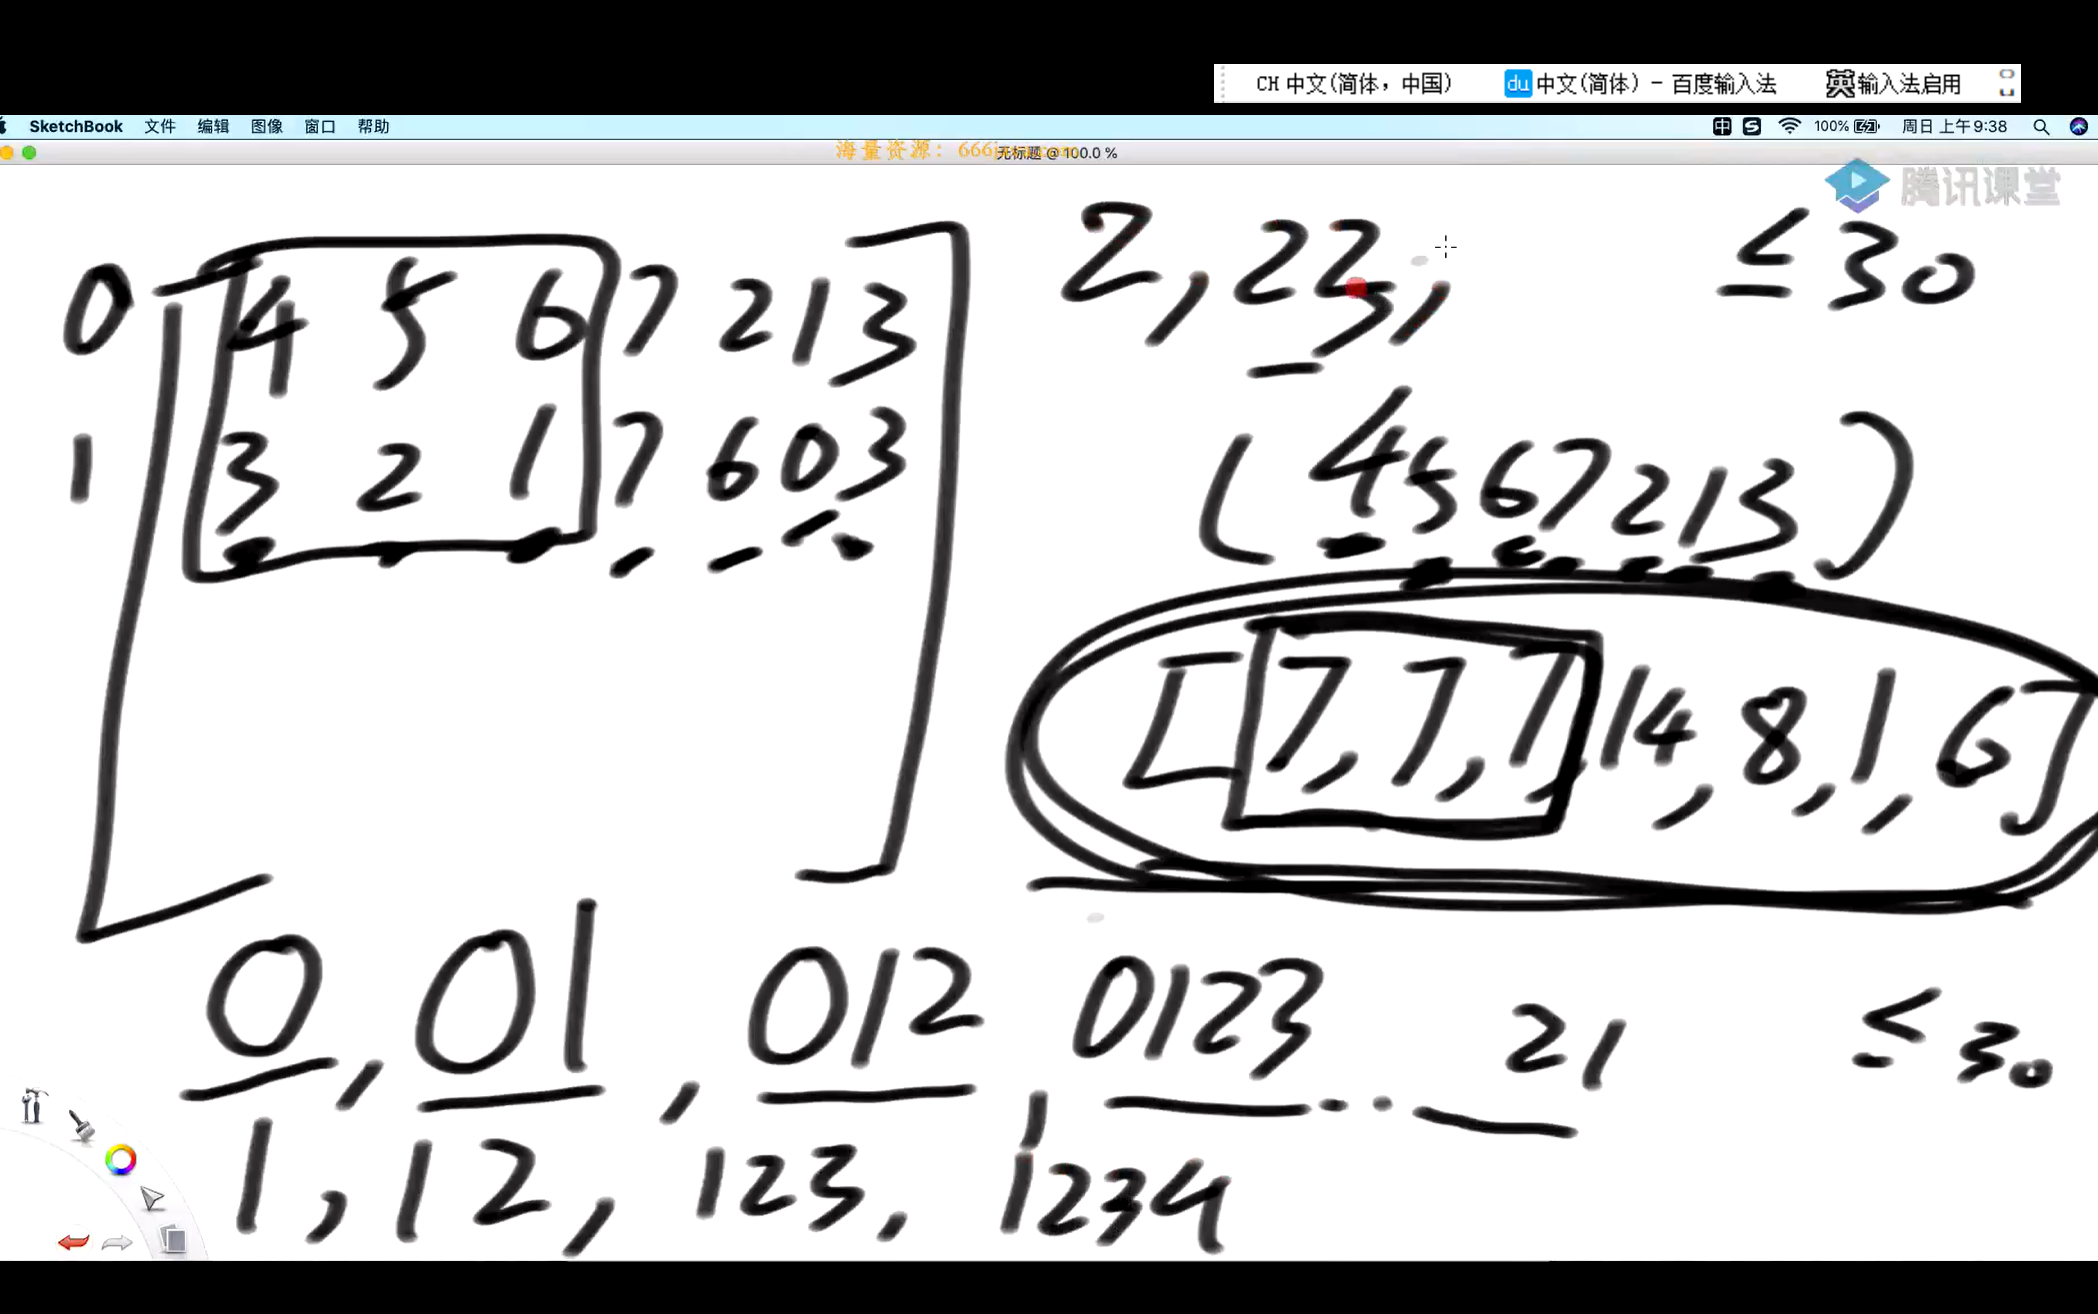 CH 中文(简体，中国) du 中文(简体) - 百度输入法 英 输入法启用
SketchBook 文件 编辑 图像 窗口 帮助 中 S 100% 周日 上午9:38
海量资源：666 无标题 @ 100.0 %
腾讯课堂
2, 223, ≤30
0 4 5 6 7 2 1 3
1 3 2 1 7 6 0 3
(4567213)
[7,7,7,14,8,1,6]
0, 01, 012, 0123 .. 21 ≤30
1, 12, 123, 1234